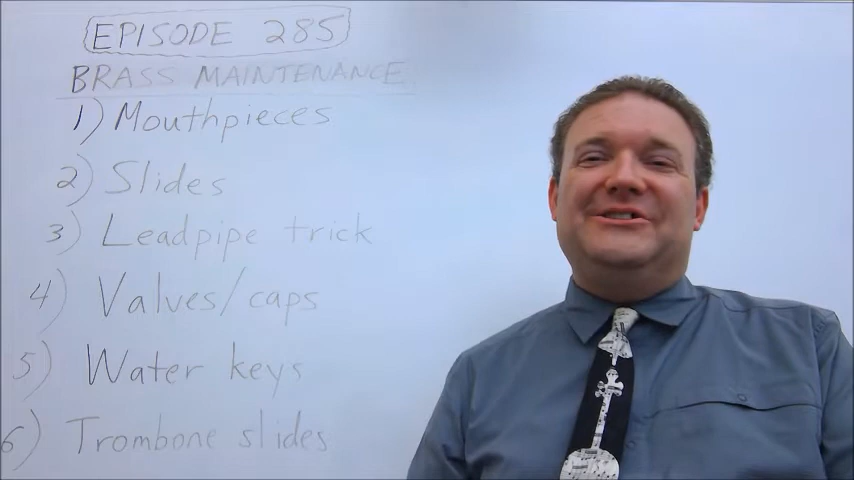 EPISODE 285
BRASS MAINTENANCE
1) Mouthpieces
2) Slides
3) Leadpipe trick
4) Valves/caps
5) Water keys
6) Trombone slides